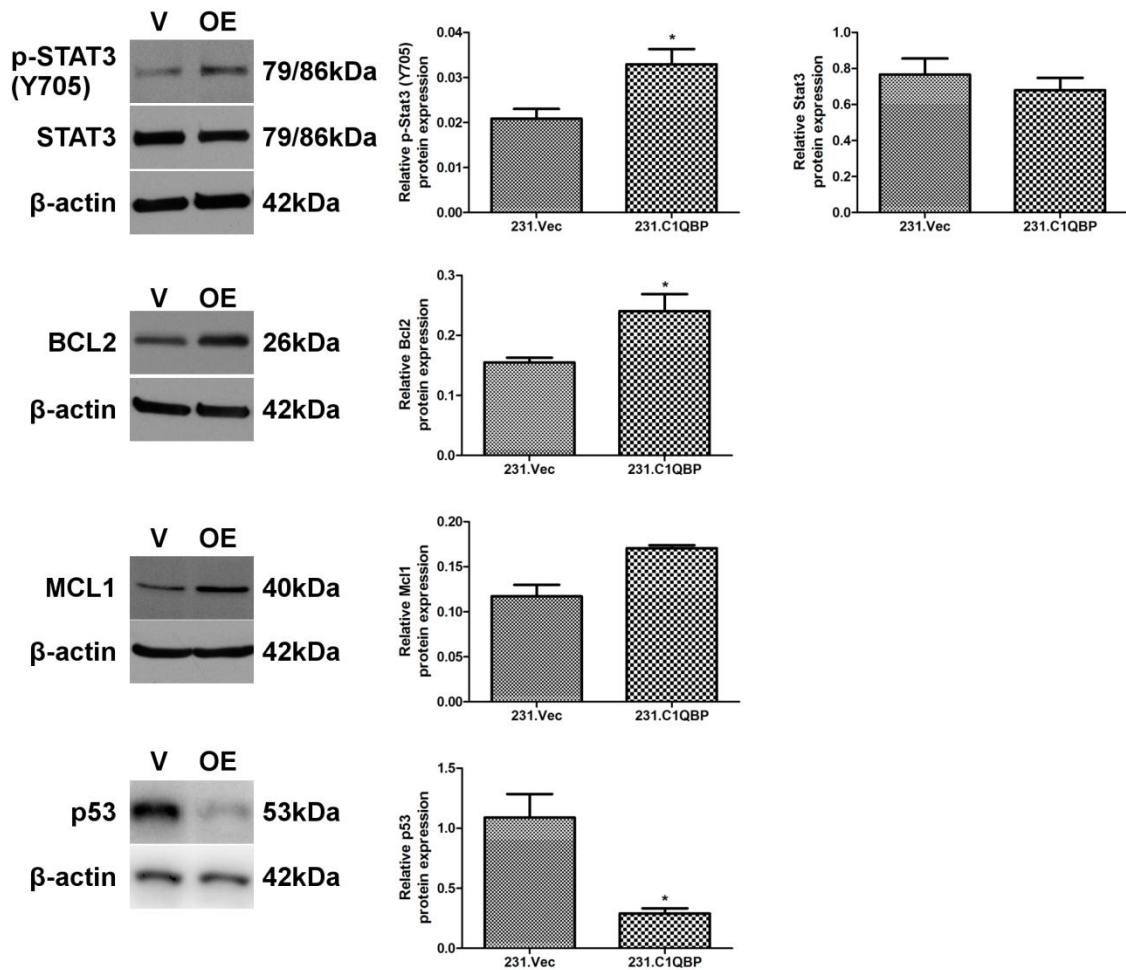 V OE
p-STAT3
(Y705)
79/86kDa
STAT3 79/86kDa
β-actin 42kDa
Relative p-Stat3 (Y705)
protein expression
0.04
0.03
0.02
0.01
0.00
*
231.Vec 231.C1QBP
Relative Stat3
protein expression
1.0
0.8
0.6
0.4
0.2
0.0
231.Vec 231.C1QBP
V OE
BCL2 26kDa
β-actin 42kDa
Relative Bcl2
protein expression
0.3
0.2
0.1
0.0
*
231.Vec 231.C1QBP
V OE
MCL1 40kDa
β-actin 42kDa
Relative Mcl1
protein expression
0.20
0.15
0.10
0.05
0.00
231.Vec 231.C1QBP
V OE
p53 53kDa
β-actin 42kDa
Relative p53
protein expression
1.5
1.0
0.5
0.0
*
231.Vec 231.C1QBP